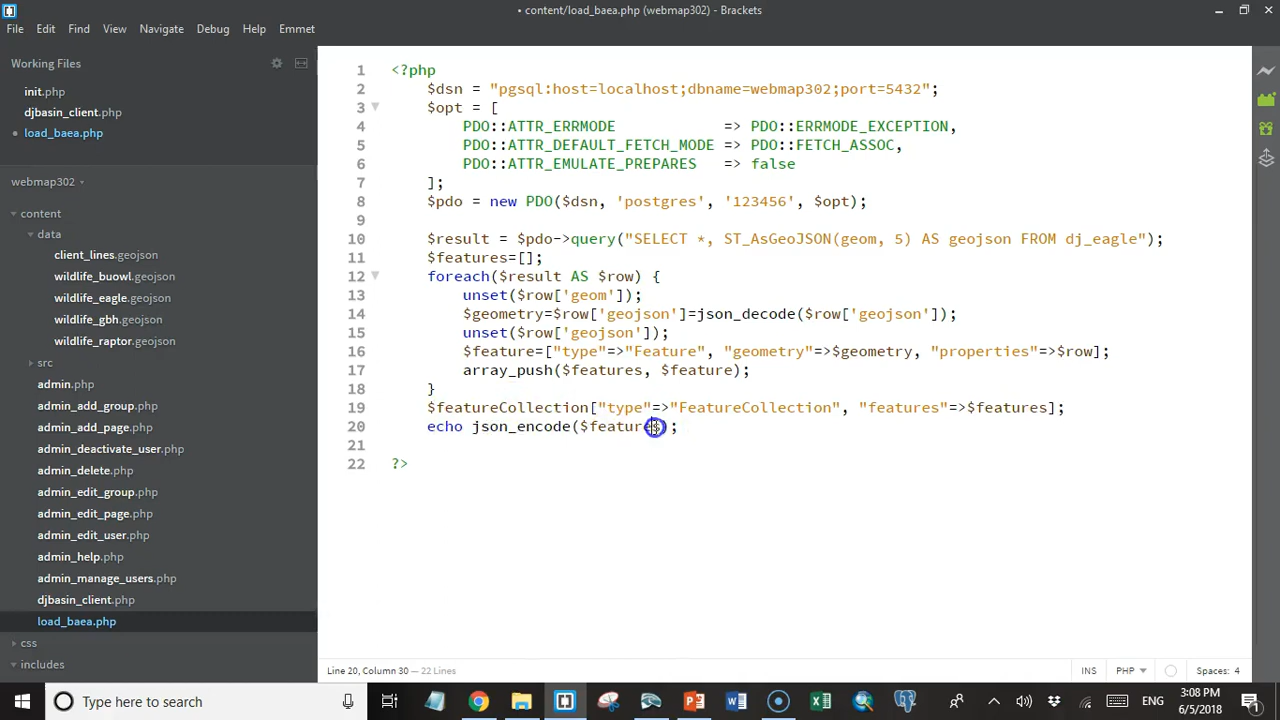 • content/load_baea.php (webmap302) - Brackets
File Edit Find View Navigate Debug Help Emmet
Working Files
init.php
djbasin_client.php
load_baea.php
webmap302
content
data
client_lines.geojson
wildlife_buowl.geojson
wildlife_eagle.geojson
wildlife_gbh.geojson
wildlife_raptor.geojson
src
admin.php
admin_add_group.php
admin_add_page.php
admin_deactivate_user.php
admin_delete.php
admin_edit_group.php
admin_edit_page.php
admin_edit_user.php
admin_help.php
admin_manage_users.php
djbasin_client.php
load_baea.php
css
includes
1 <?php
2 $dsn = "pgsql:host=localhost;dbname=webmap302;port=5432";
3 $opt = [
4 PDO::ATTR_ERRMODE => PDO::ERRMODE_EXCEPTION,
5 PDO::ATTR_DEFAULT_FETCH_MODE => PDO::FETCH_ASSOC,
6 PDO::ATTR_EMULATE_PREPARES => false
7 ];
8 $pdo = new PDO($dsn, 'postgres', '123456', $opt);
9
10 $result = $pdo->query("SELECT *, ST_AsGeoJSON(geom, 5) AS geojson FROM dj_eagle");
11 $features=[];
12 foreach($result AS $row) {
13 unset($row['geom']);
14 $geometry=$row['geojson']=json_decode($row['geojson']);
15 unset($row['geojson']);
16 $feature=["type"=>"Feature", "geometry"=>$geometry, "properties"=>$row];
17 array_push($features, $feature);
18 }
19 $featureCollection["type"=>"FeatureCollection", "features"=>$features];
20 echo json_encode($features);
21
22 ?>
Line 20, Column 30 — 22 Lines
INS PHP Spaces: 4
Type here to search
ENG
3:08 PM
6/5/2018